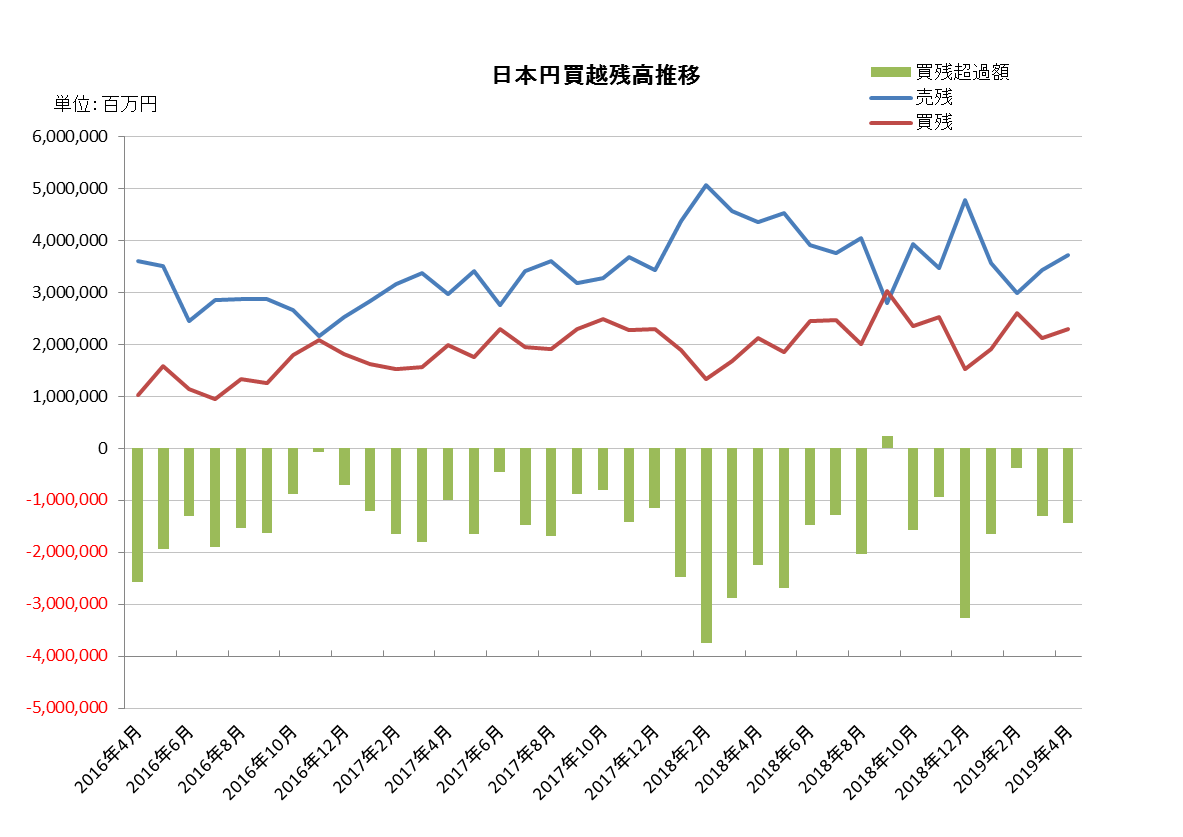 日本円買越残高推移
買残超過額
売残
買残
単位: 百万円
6,000,000
5,000,000
4,000,000
3,000,000
2,000,000
1,000,000
0
-1,000,000
-2,000,000
-3,000,000
-4,000,000
-5,000,000
2016年4月
2016年6月
2016年8月
2016年10月
2016年12月
2017年2月
2017年4月
2017年6月
2017年8月
2017年10月
2017年12月
2018年2月
2018年4月
2018年6月
2018年8月
2018年10月
2018年12月
2019年2月
2019年4月